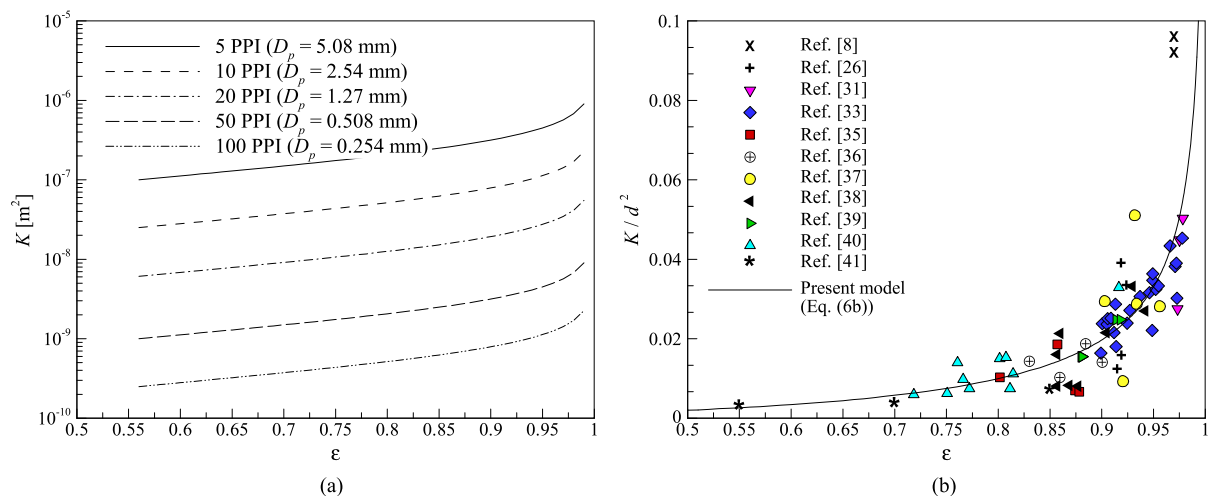 10⁻⁵
10⁻⁶
10⁻⁷
10⁻⁸
10⁻⁹
10⁻¹⁰
K [m²]
5 PPI (Dₚ = 5.08 mm)
10 PPI (Dₚ = 2.54 mm)
20 PPI (Dₚ = 1.27 mm)
50 PPI (Dₚ = 0.508 mm)
100 PPI (Dₚ = 0.254 mm)
0.5 0.55 0.6 0.65 0.7 0.75 0.8 0.85 0.9 0.95 1
ε
(a)
0.1
0.08
0.06
0.04
0.02
0
K / d²
Ref. [8]
Ref. [26]
Ref. [31]
Ref. [33]
Ref. [35]
Ref. [36]
Ref. [37]
Ref. [38]
Ref. [39]
Ref. [40]
Ref. [41]
Present model
(Eq. (6b))
0.5 0.55 0.6 0.65 0.7 0.75 0.8 0.85 0.9 0.95 1
ε
(b)